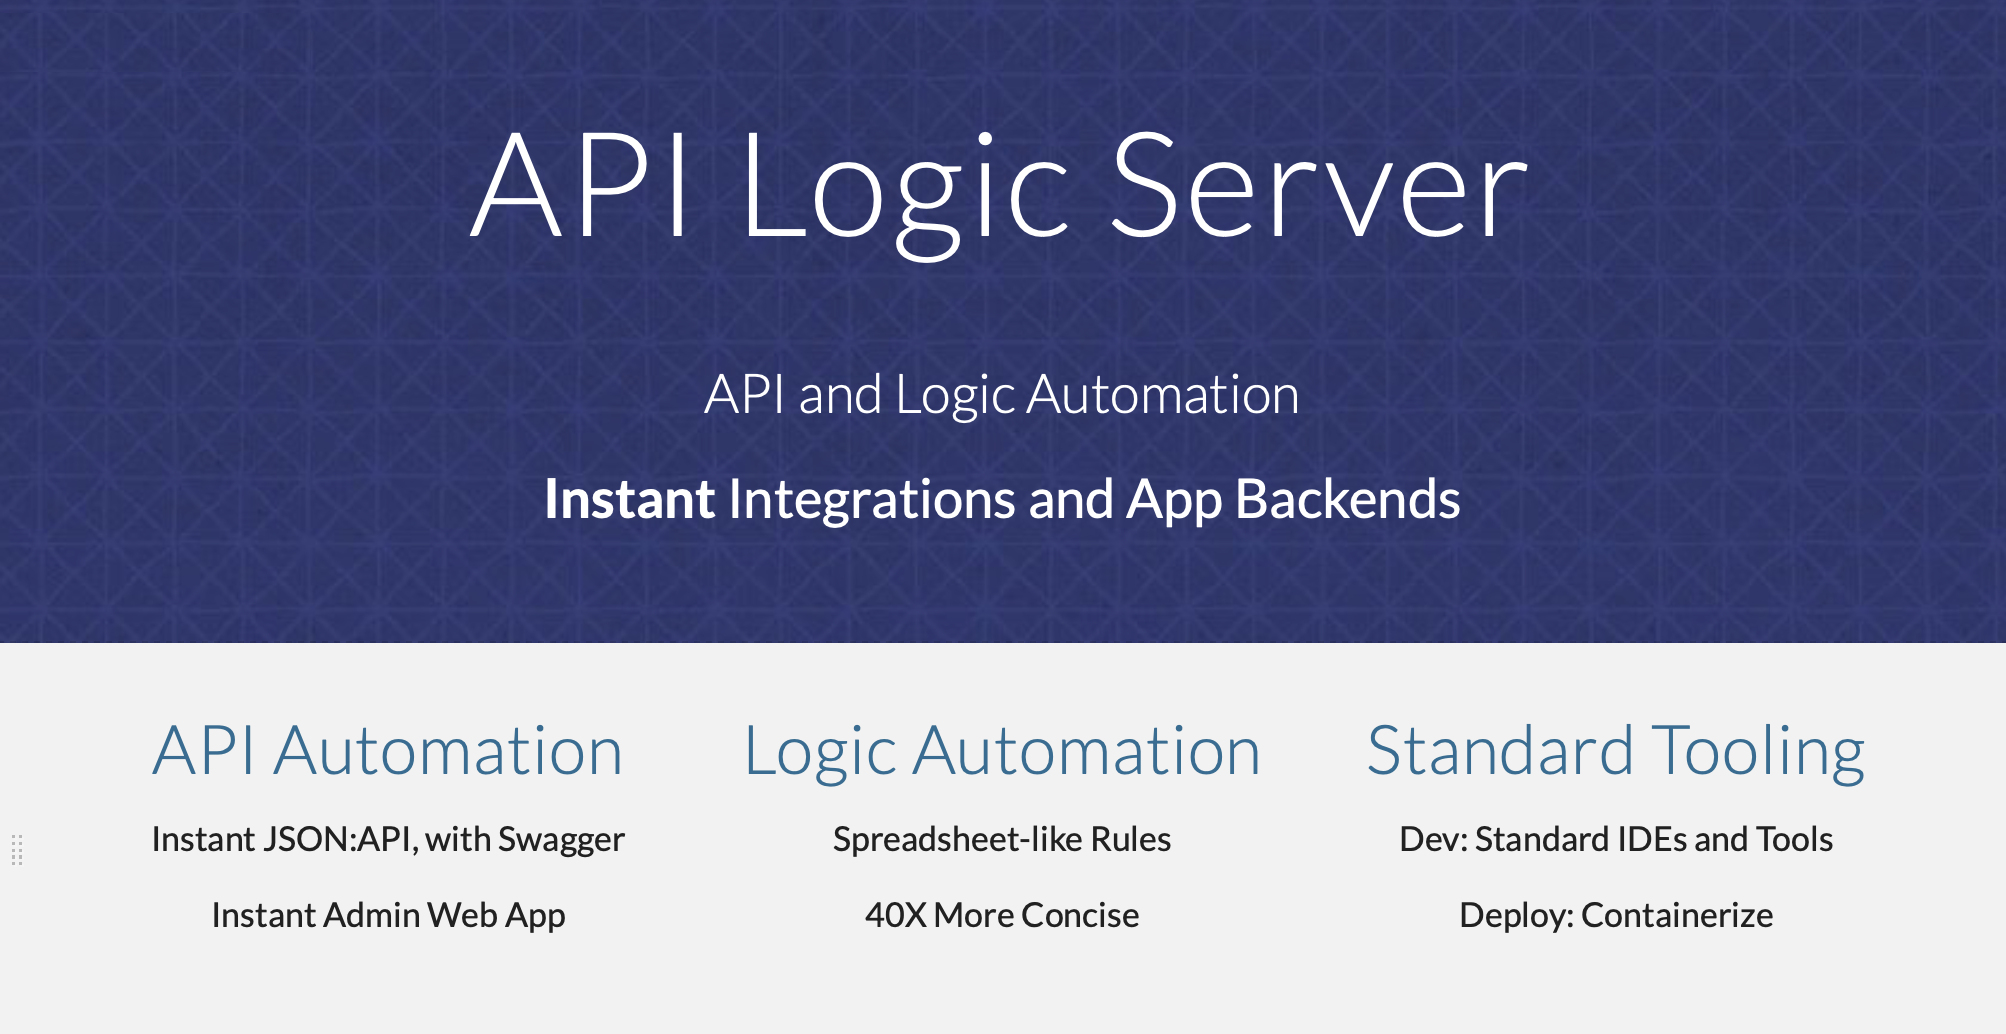 API Logic Server
API and Logic Automation
Instant Integrations and App Backends
API Automation
Instant JSON:API, with Swagger
Instant Admin Web App
Logic Automation
Spreadsheet-like Rules
40X More Concise
Standard Tooling
Dev: Standard IDEs and Tools
Deploy: Containerize